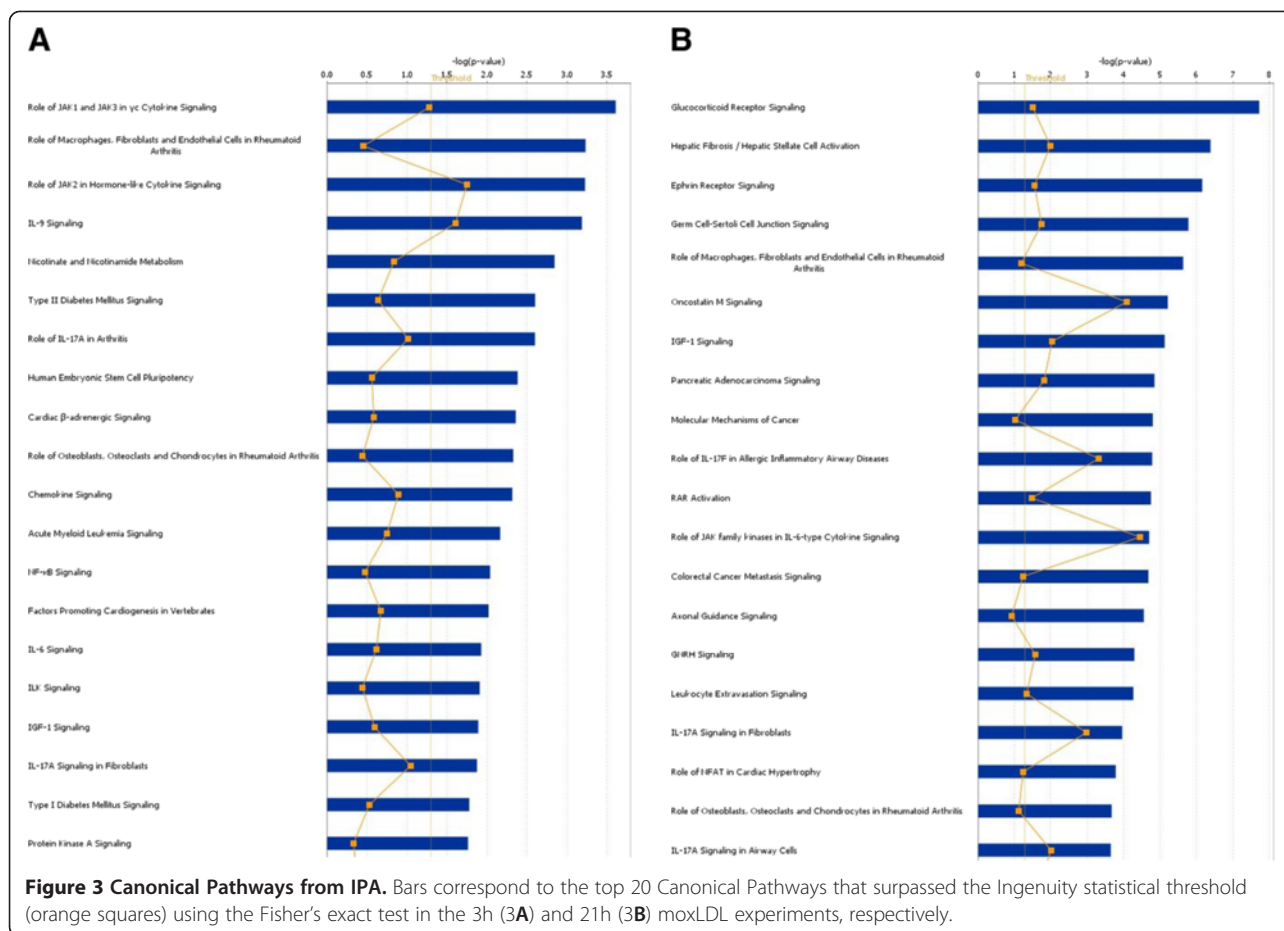 A
-log(p-value)
0.0 0.5 1.0 1.5 2.0 2.5 3.0 3.5
Threshold
Role of JAK1 and JAK3 in γc Cytokine Signaling
Role of Macrophages, Fibroblasts and Endothelial Cells in Rheumatoid
Arthritis
Role of JAK2 in Hormone-like Cytokine Signaling
IL-9 Signaling
Nicotinate and Nicotinamide Metabolism
Type II Diabetes Mellitus Signaling
Role of IL-17A in Arthritis
Human Embryonic Stem Cell Pluripotency
Cardiac β-adrenergic Signaling
Role of Osteoblasts, Osteoclasts and Chondrocytes in Rheumatoid Arthritis
Chemokine Signaling
Acute Myeloid Leukemia Signaling
NF-κB Signaling
Factors Promoting Cardiogenesis in Vertebrates
IL-6 Signaling
ILK Signaling
IGF-1 Signaling
IL-17A Signaling in Fibroblasts
Type I Diabetes Mellitus Signaling
Protein Kinase A Signaling
B
-log(p-value)
0 1 2 3 4 5 6 7 8
Threshold
Glucocorticoid Receptor Signaling
Hepatic Fibrosis / Hepatic Stellate Cell Activation
Ephrin Receptor Signaling
Germ Cell-Sertoli Cell Junction Signaling
Role of Macrophages, Fibroblasts and Endothelial Cells in Rheumatoid
Arthritis
Oncostatin M Signaling
IGF-1 Signaling
Pancreatic Adenocarcinoma Signaling
Molecular Mechanisms of Cancer
Role of IL-17F in Allergic Inflammatory Airway Diseases
RAR Activation
Role of JAK family kinases in IL-6-type Cytokine Signaling
Colorectal Cancer Metastasis Signaling
Axonal Guidance Signaling
GNRH Signaling
Leukocyte Extravasation Signaling
IL-17A Signaling in Fibroblasts
Role of NFAT in Cardiac Hypertrophy
Role of Osteoblasts, Osteoclasts and Chondrocytes in Rheumatoid Arthritis
IL-17A Signaling in Airway Cells
Figure 3 Canonical Pathways from IPA. Bars correspond to the top 20 Canonical Pathways that surpassed the Ingenuity statistical threshold
(orange squares) using the Fisher's exact test in the 3h (3A) and 21h (3B) moxLDL experiments, respectively.